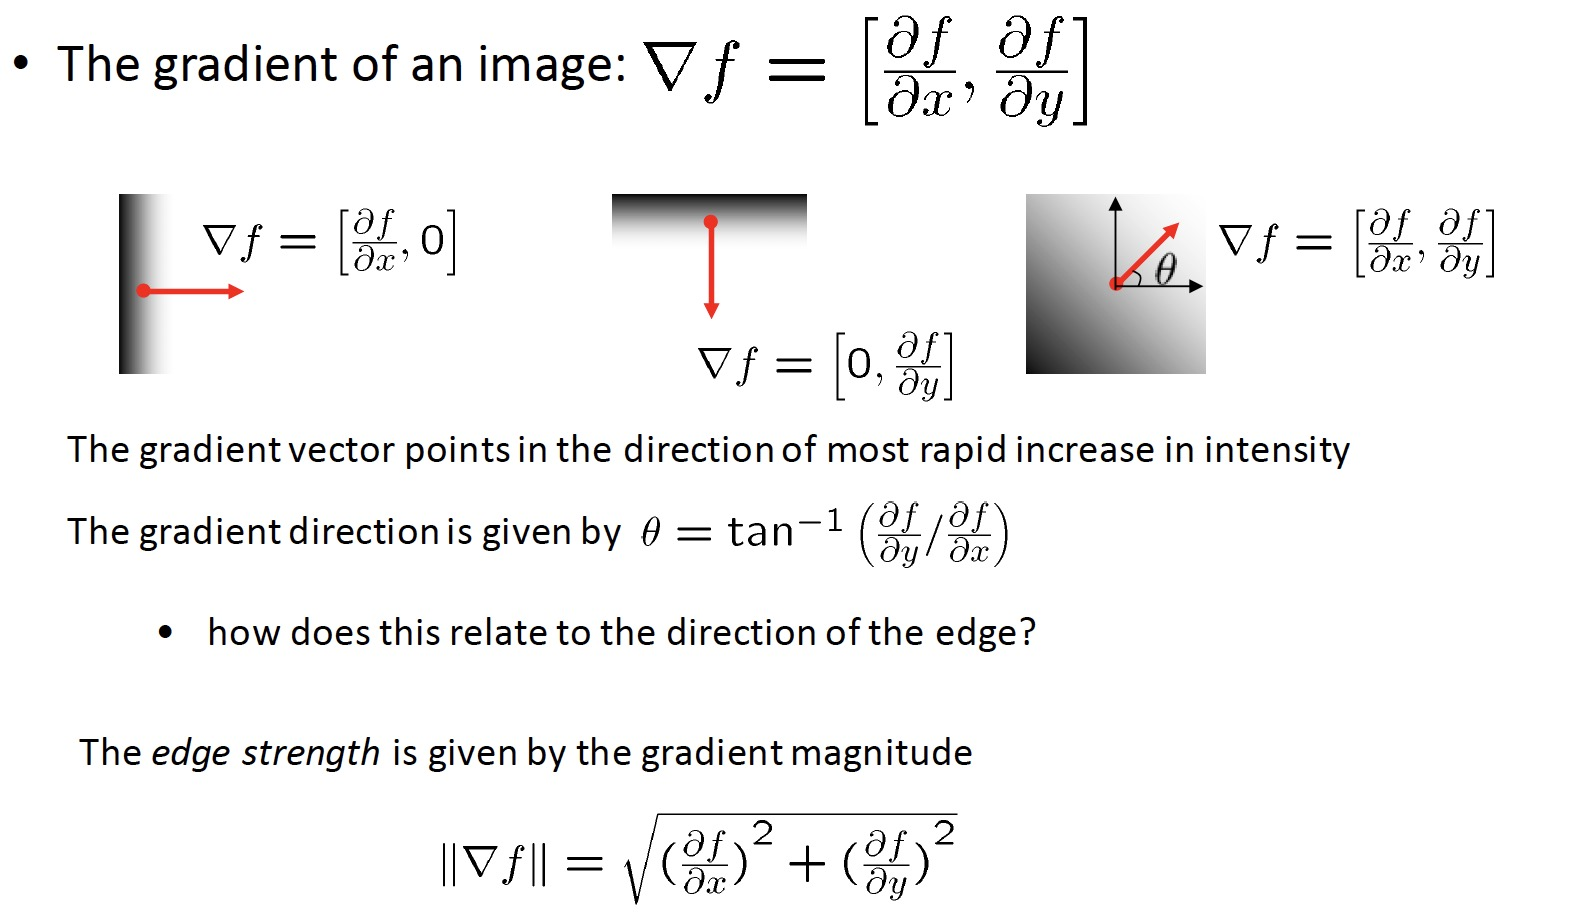 • The gradient of an image: ∇f = [∂f/∂x, ∂f/∂y]
∇f = [∂f/∂x, 0]
∇f = [0, ∂f/∂y]
θ
∇f = [∂f/∂x, ∂f/∂y]
The gradient vector points in the direction of most rapid increase in intensity
The gradient direction is given by θ = tan⁻¹(∂f/∂y / ∂f/∂x)
• how does this relate to the direction of the edge?
The edge strength is given by the gradient magnitude
‖∇f‖ = √((∂f/∂x)² + (∂f/∂y)²)